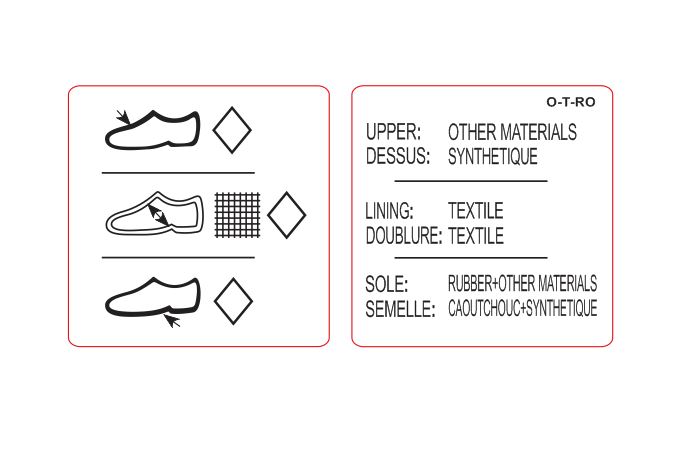 O-T-RO
UPPER: OTHER MATERIALS
DESSUS: SYNTHETIQUE
LINING: TEXTILE
DOUBLURE: TEXTILE
SOLE: RUBBER+OTHER MATERIALS
SEMELLE: CAOUTCHOUC+SYNTHETIQUE